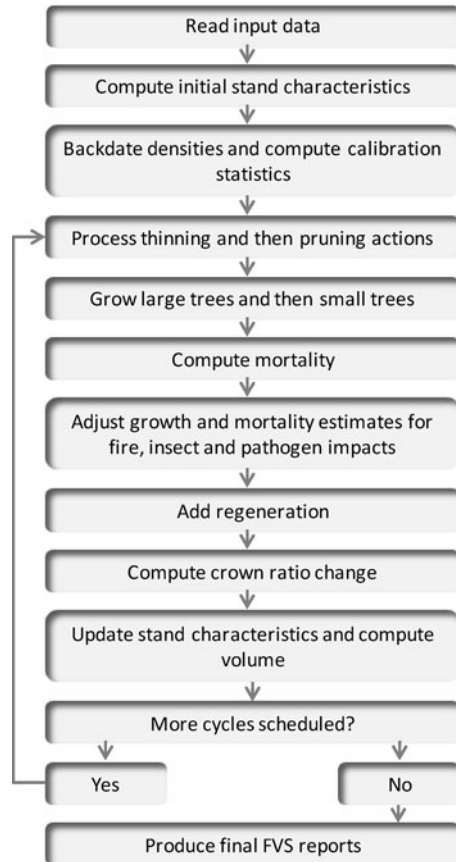 Read input data
Compute initial stand characteristics
Backdate densities and compute calibration
statistics
Process thinning and then pruning actions
Grow large trees and then small trees
Compute mortality
Adjust growth and mortality estimates for
fire, insect and pathogen impacts
Add regeneration
Compute crown ratio change
Update stand characteristics and compute
volume
More cycles scheduled?
Yes
No
Produce final FVS reports